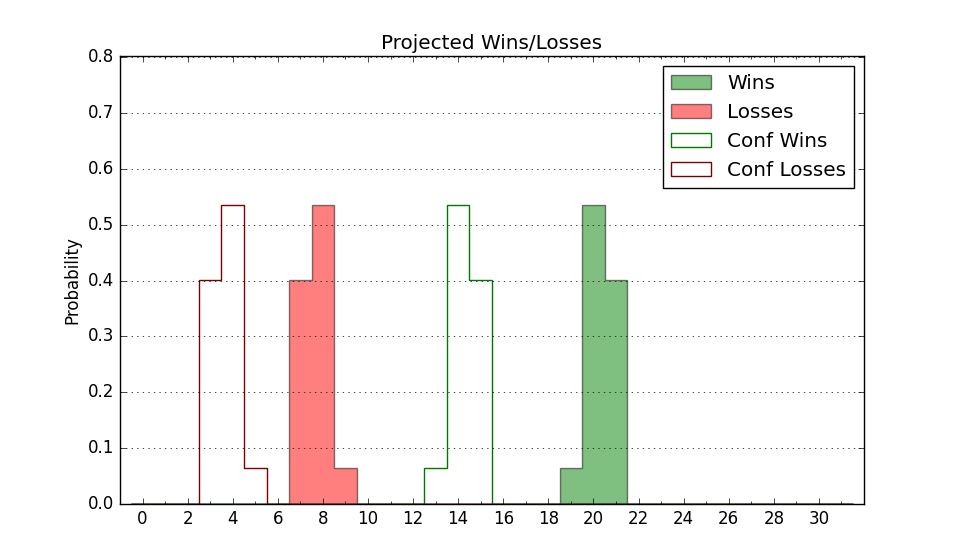 Projected Wins/Losses
0.8
0.7
0.6
0.5
0.4
0.3
0.2
0.1
0.0
Probability
Wins
Losses
Conf Wins
Conf Losses
0 2 4 6 8 10 12 14 16 18 20 22 24 26 28 30